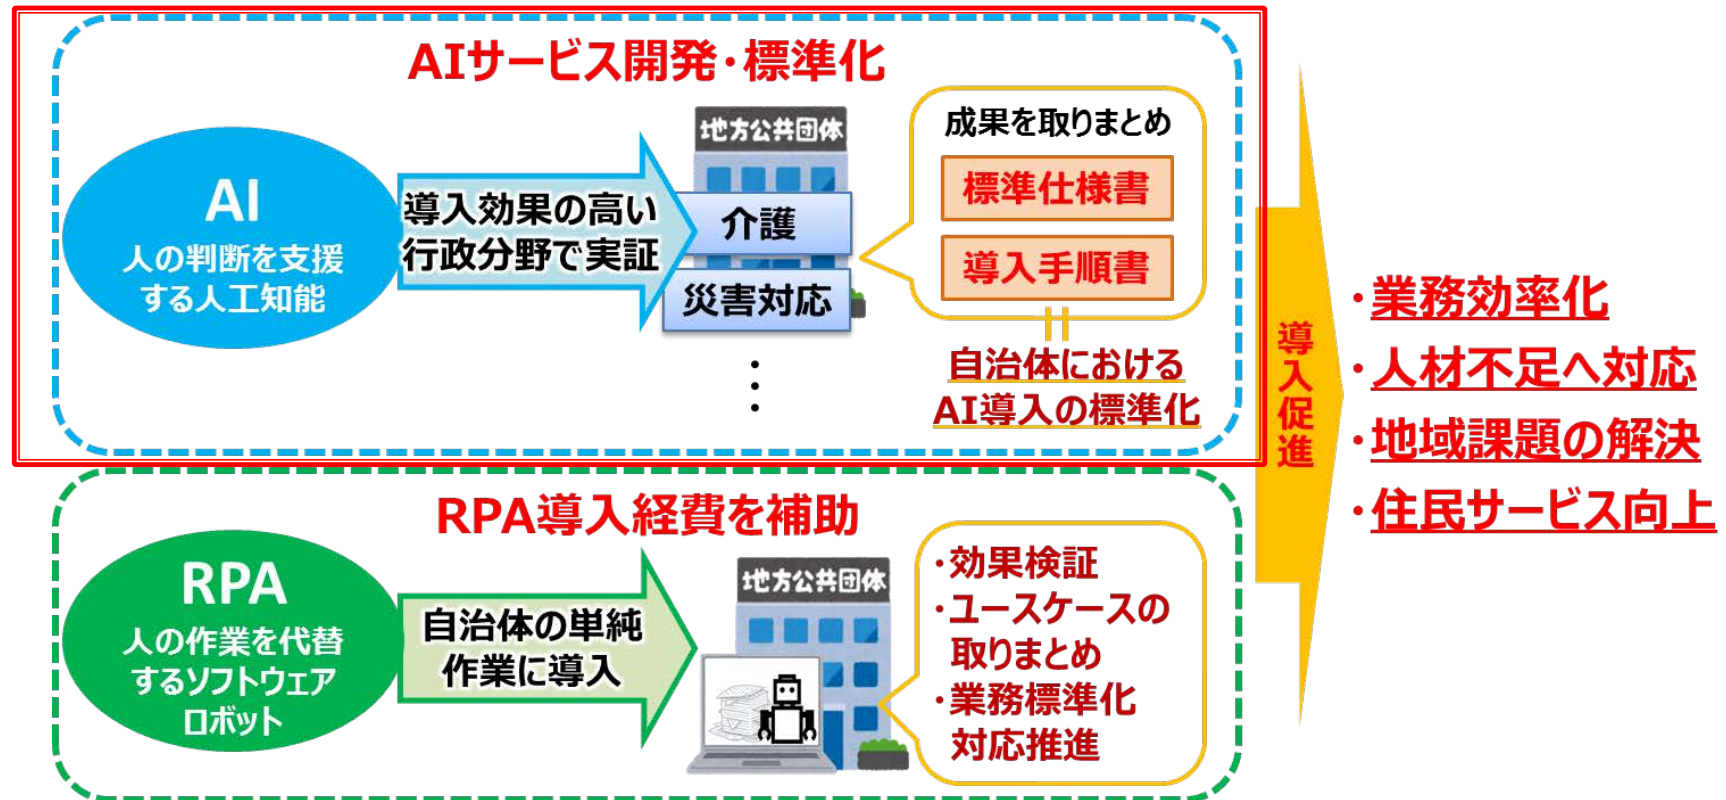 AIサービス開発・標準化
AI
人の判断を支援
する人工知能
導入効果の高い
行政分野で実証
地方公共団体
介護
災害対応
⋮
成果を取りまとめ
標準仕様書
導入手順書
自治体における
AI導入の標準化
RPA導入経費を補助
RPA
人の作業を代替
するソフトウェア
ロボット
自治体の単純
作業に導入
地方公共団体
・効果検証
・ユースケースの
取りまとめ
・業務標準化
対応推進
導入促進
・業務効率化
・人材不足へ対応
・地域課題の解決
・住民サービス向上